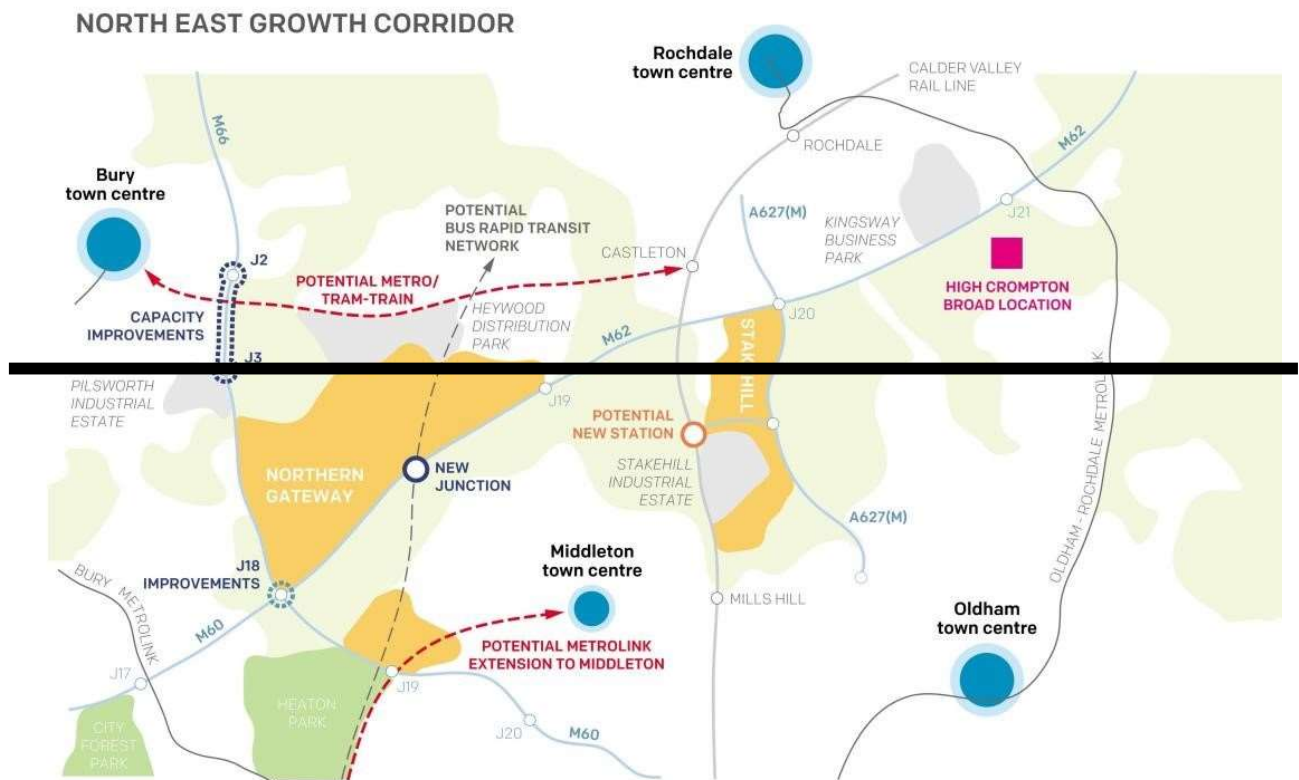 NORTH EAST GROWTH CORRIDOR
Rochdale
town centre
CALDER VALLEY
RAIL LINE
M66
M62
ROCHDALE
Bury
town centre
POTENTIAL
BUS RAPID TRANSIT
NETWORK
A627(M)
KINGSWAY
BUSINESS
PARK
J21
J2
CASTLETON
POTENTIAL METRO/
TRAM-TRAIN
HIGH CROMPTON
BROAD LOCATION
CAPACITY
IMPROVEMENTS
HEYWOOD
DISTRIBUTION
PARK
M62
J20
J3
STAKEHILL
PILSWORTH
INDUSTRIAL
ESTATE
J19
POTENTIAL
NEW STATION
NORTHERN
GATEWAY
NEW
JUNCTION
STAKEHILL
INDUSTRIAL
ESTATE
A627(M)
OLDHAM - ROCHDALE METROLINK
J18
IMPROVEMENTS
Middleton
town centre
BURY METROLINK
MILLS HILL
M60
Oldham
town centre
POTENTIAL METROLINK
EXTENSION TO MIDDLETON
J17
J19
HEATON
PARK
CITY
FOREST
PARK
J20
M60